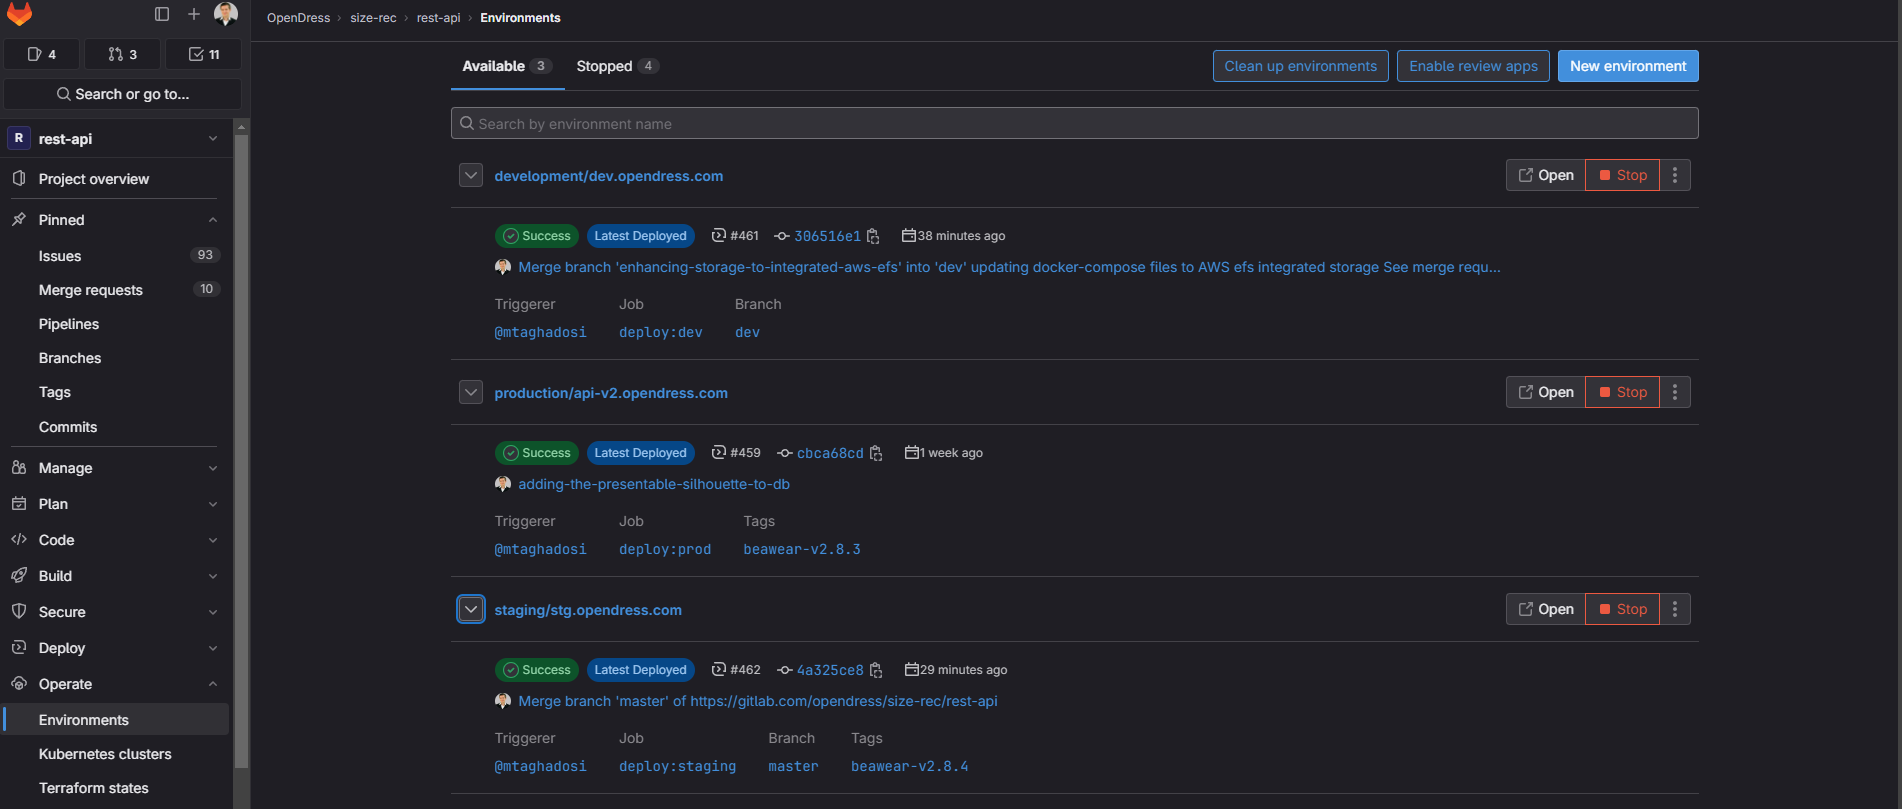 OpenDress › size-rec › rest-api › Environments
4
3
11
Search or go to...
R rest-api
Project overview
Pinned
Issues 93
Merge requests 10
Pipelines
Branches
Tags
Commits
Manage
Plan
Code
Build
Secure
Deploy
Operate
Environments
Kubernetes clusters
Terraform states
Available 3 Stopped 4
Clean up environments Enable review apps New environment
Search by environment name
development/dev.opendress.com Open Stop
Success Latest Deployed #461 306516e1 38 minutes ago
Merge branch 'enhancing-storage-to-integrated-aws-efs' into 'dev' updating docker-compose files to AWS efs integrated storage See merge requ...
Triggerer Job Branch
@mtaghadosi deploy:dev dev
production/api-v2.opendress.com Open Stop
Success Latest Deployed #459 cbca68cd 1 week ago
adding-the-presentable-silhouette-to-db
Triggerer Job Tags
@mtaghadosi deploy:prod beawear-v2.8.3
staging/stg.opendress.com Open Stop
Success Latest Deployed #462 4a325ce8 29 minutes ago
Merge branch 'master' of https://gitlab.com/opendress/size-rec/rest-api
Triggerer Job Branch Tags
@mtaghadosi deploy:staging master beawear-v2.8.4